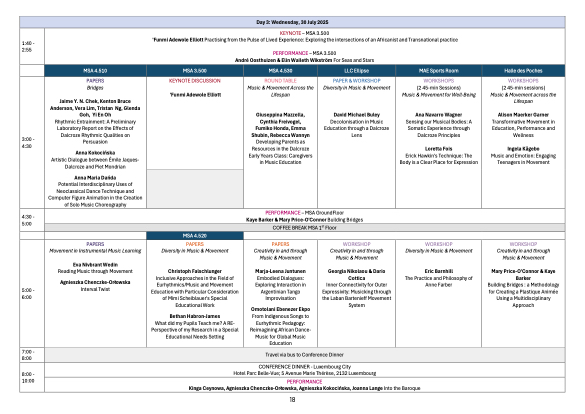 Day 3: Wednesday, 30 July 2025
1:40 -
2:55
KEYNOTE – MSA 3.500
'Funmi Adewole Elliott Practising from the Pulse of Lived Experience: Exploring the intersections of an Africanist and Transnational practice
PERFORMANCE – MSA 3.500
André Oosthuizen & Elin Waileth Wikström For Seas and Stars
MSA 4.510
MSA 3.500
MSA 4.530
LLC Ellipse
MAE Sports Room
Halle des Poches
3:00 -
4:30
PAPERS
Bridges
Jaime Y. N. Chek, Kenton Bruce
Anderson, Vera Lim, Tristan Ng, Glenda
Goh, Yi En Oh
Rhythmic Entrainment: A Preliminary
Laboratory Report on the Effects of
Dalcroze Rhythmic Qualities on
Persuasion
Anna Kokocińska
Artistic Dialogue between Émile Jaques-
Dalcroze and Piet Mondrian
Anna Maria Dańdo
Potential Interdisciplinary Uses of
Neoclassical Dance Technique and
Computer Figure Animation in the Creation
of Solo Music Choreography
KEYNOTE DISCUSSION
'Funmi Adewole Elliott
ROUND TABLE
Music & Movement Across the
Lifespan
Giuseppina Mazzella,
Cynthia Freivogel,
Fumiko Honda, Emma
Shubin, Rebecca Wannyn
Developing Parents as
Resources in the Dalcroze
Early Years Class: Caregivers
in Music Education
PAPER & WORKSHOP
Diversity in Music & Movement
David Michael Buley
Decolonisation in Music
Education through a Dalcroze
Lens
WORKSHOPS
(2 45-min sessions)
Music & Movement for Well-Being
Ana Navarro Wagner
Sensing our Musical Bodies: A
Somatic Experience through
Dalcroze Principles
Loretta Fois
Erick Hawkins's Technique: The
Body is a Clear Place for Expression
WORKSHOPS
(2 45-min sessions)
Music & Movement across the
Lifespan
Alison Moerker Garner
Transformative Movement in
Education, Performance and
Wellness
Ingria Kägebo
Music and Emotion: Engaging
Teenagers in Movement
4:30 -
5:00
PERFORMANCE – MSA Ground Floor
Kaye Barker & Mary Price-O'Connor Building Bridges
COFFEE BREAK MSA 1st Floor
MSA 4.520
5:00 -
6:00
PAPERS
Movement in Instrumental Music Learning
Eva Nivbrant Wedin
Reading Music through Movement
Agnieszka Chenczke-Orłowska
Internal Twist
PAPERS
Diversity in Music & Movement
Christoph Falschlunger
Inclusive Approaches in the Field of
Eurhythmics/Music and Movement
Education with Particular Consideration
of Mimi Scheiblauer's Special
Educational Work
Bethan Habron-James
What did my Pupils Teach me? A RE-
Perspective of my Research in a Special
Educational Needs Setting
PAPERS
Creativity in and through
Music & Movement
Marja-Leena Juntunen
Embodied Dialogues:
Exploring Interaction in
Argentinian Tango
Improvisation
Omotolani Ebenezer Ekpo
From Indigenous Songs to
Eurhythmic Pedagogy:
Reimagining African Dance-
Music for Global Music
Education
WORKSHOP
Creativity in and through
Music & Movement
Georgia Nikolaou & Dario
Cottica
Inner Connectivity for Outer
Expressivity: Musicking through
the Laban Bartenieff Movement
System
WORKSHOP
Diversity in Music & Movement
Eric Barnhill
The Practice and Philosophy of
Anne Farber
WORKSHOP
Creativity in and through
Music & Movement
Mary Price-O'Connor & Kaye
Barker
Building Bridges: a Methodology
for Creating a Plastique Animée
Using a Multidisciplinary
Approach
7:00 -
8:00
Travel via bus to Conference Dinner
8:00 -
10:00
CONFERENCE DINNER - Luxembourg City
Hotel Parc Belle-Vue; 5 Avenue Marie Thérèse, 2132 Luxembourg
PERFORMANCE
Kinga Ceynowa, Agnieszka Chenczke-Orłowska, Agnieszka Kokocińska, Joanna Lange Into the Baroque
18